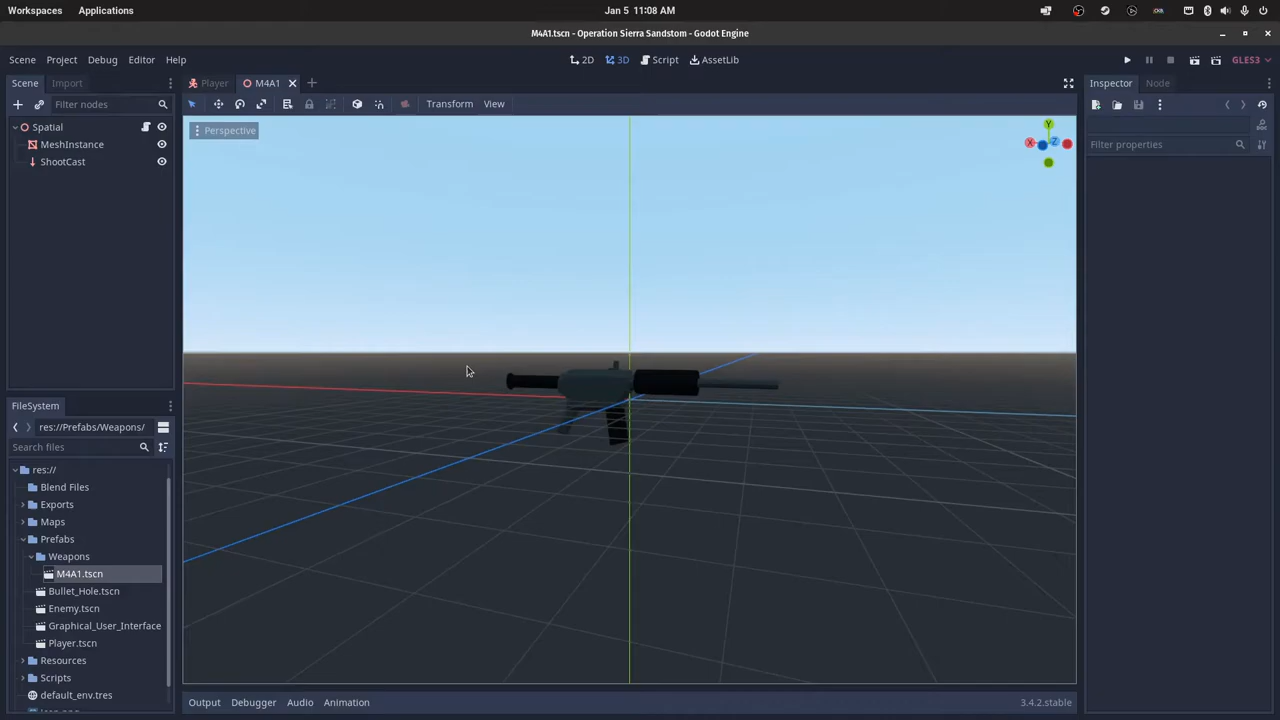 Workspaces Applications Jan 5 11:08 AM
M4A1.tscn - Operation Sierra Sandstom - Godot Engine
Scene Project Debug Editor Help 2D 3D Script AssetLib GLES3
Scene Import Player M4A1 Inspector Node
Filter nodes Transform View
Spatial Perspective Y
MeshInstance X Z Filter properties
ShootCast
FileSystem
res://Prefabs/Weapons/
Search files
res://
Blend Files
Exports
Maps
Prefabs
Weapons
M4A1.tscn
Bullet_Hole.tscn
Enemy.tscn
Graphical_User_Interface
Player.tscn
Resources
Scripts
default_env.tres
Output Debugger Audio Animation 3.4.2.stable